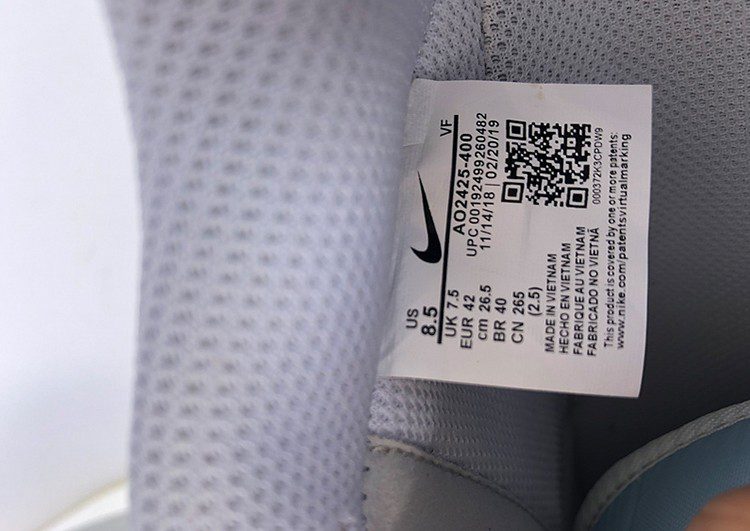 US
8.5
UK 7.5
EUR 42
cm 26.5
BR 40
CN 265
(2.5)
VF
AO2425-400
UPC 00192499260482
11/14/18 | 02/20/19
000372K3CPDW9
MADE IN VIETNAM
HECHO EN VIETNAM
FABRIQUE AU VIETNAM
FABRICADO NO VIETNÃ
This product is covered by one or more patents:
www.nike.com/patentsvirtualmarking